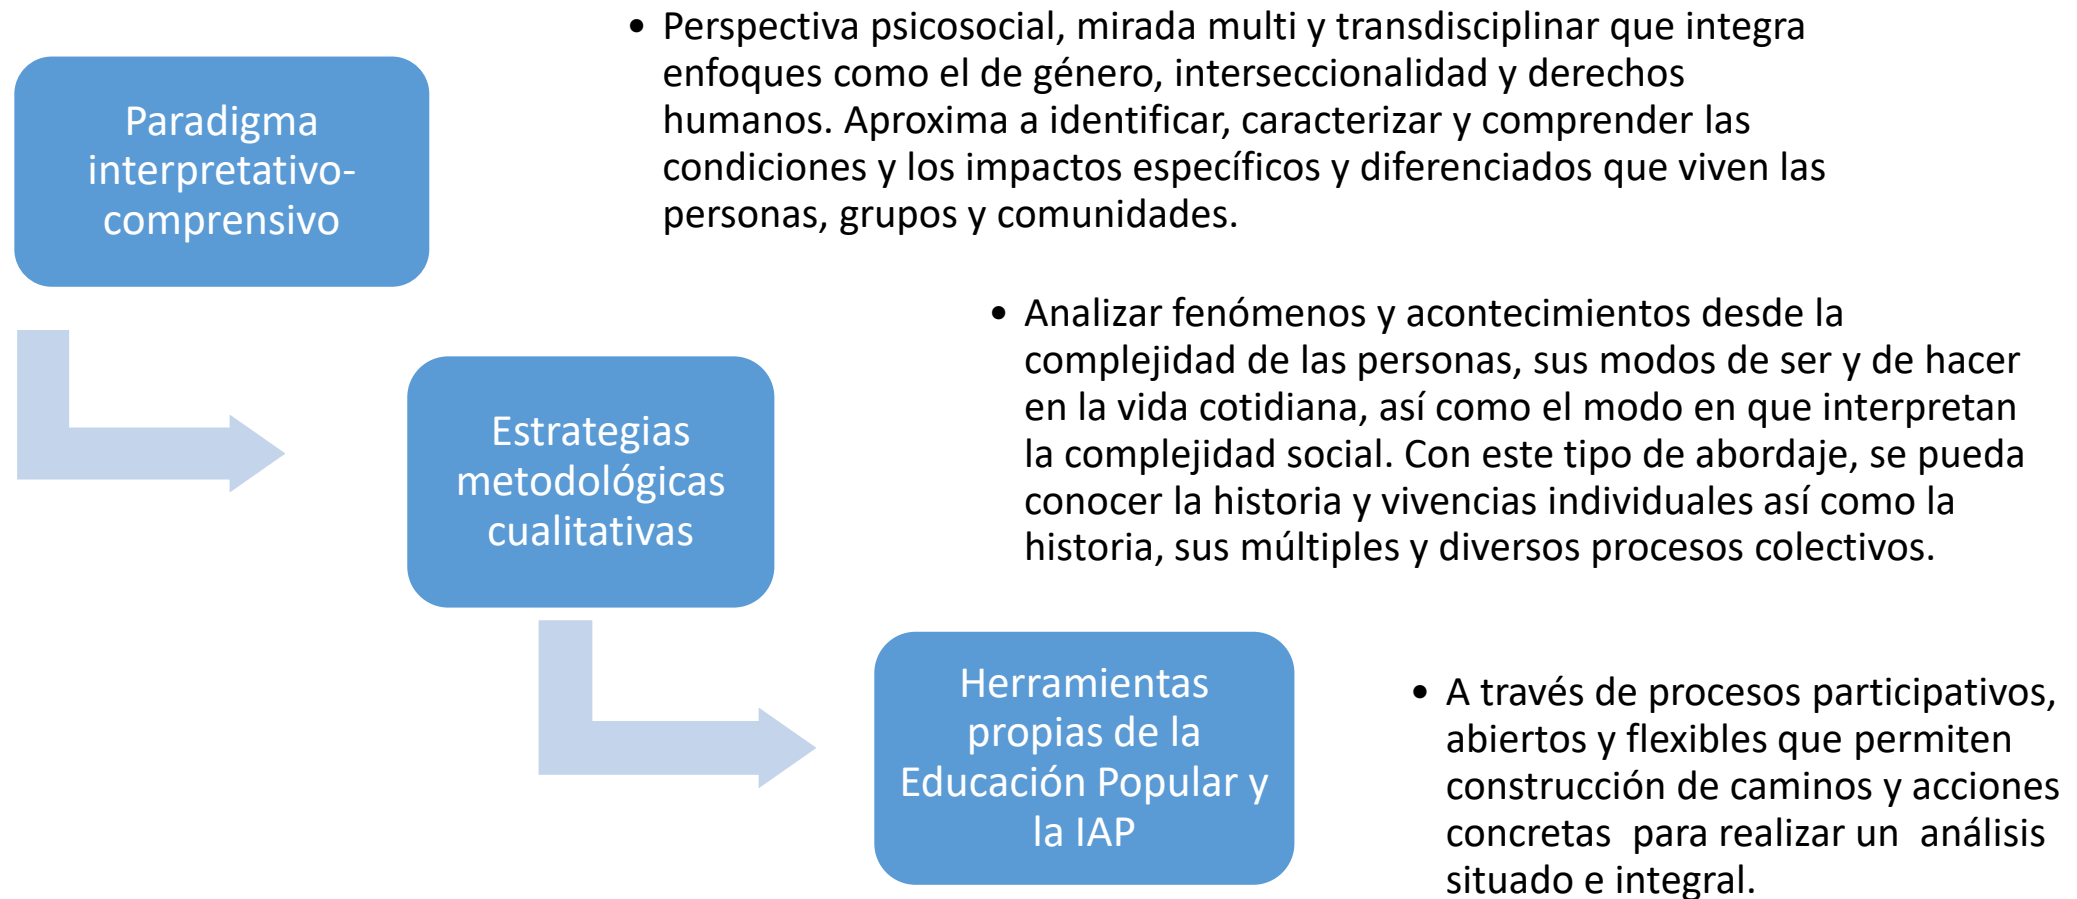 Paradigma
interpretativo-
comprensivo
• Perspectiva psicosocial, mirada multi y transdisciplinar que integra
enfoques como el de género, interseccionalidad y derechos
humanos. Aproxima a identificar, caracterizar y comprender las
condiciones y los impactos específicos y diferenciados que viven las
personas, grupos y comunidades.
Estrategias
metodológicas
cualitativas
• Analizar fenómenos y acontecimientos desde la
complejidad de las personas, sus modos de ser y de hacer
en la vida cotidiana, así como el modo en que interpretan
la complejidad social. Con este tipo de abordaje, se pueda
conocer la historia y vivencias individuales así como la
historia, sus múltiples y diversos procesos colectivos.
Herramientas
propias de la
Educación Popular y
la IAP
• A través de procesos participativos,
abiertos y flexibles que permiten
construcción de caminos y acciones
concretas  para realizar un  análisis
situado e integral.